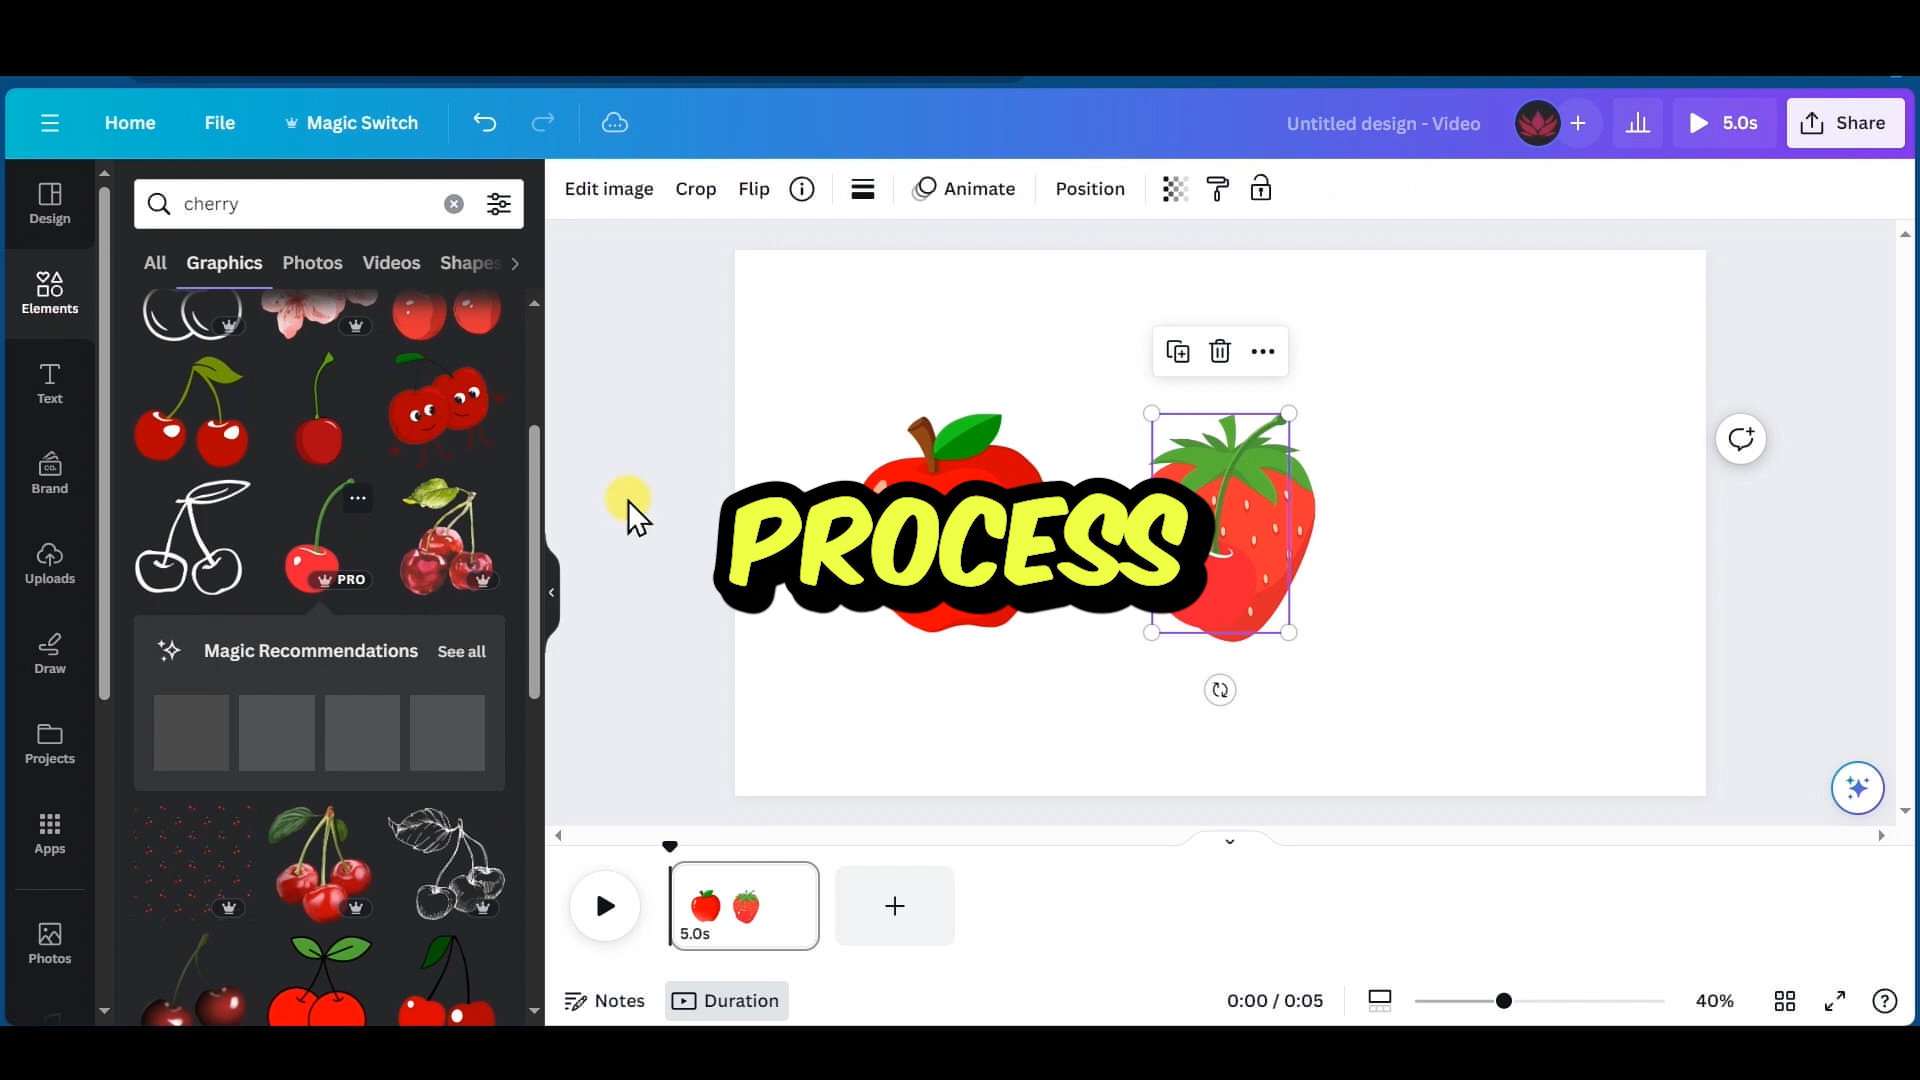 Home
File
Magic Switch
Untitled design - Video
5.0s
Share
Design
Elements
Text
Brand
Uploads
Draw
Projects
Apps
Photos
CO.
cherry
All
Graphics
Photos
Videos
Shapes
PRO
Magic Recommendations
See all
Edit image
Crop
Flip
Animate
Position
PROCESS
5.0s
Notes
Duration
0:00 / 0:05
40%